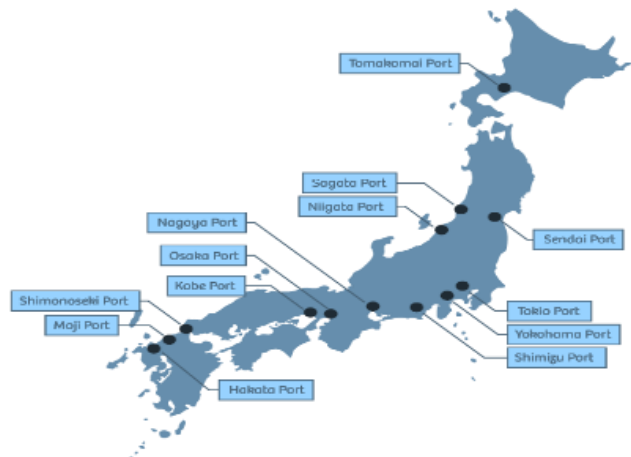 Tomakomai Port
Sagata Port
Niigata Port
Nagoya Port
Sendai Port
Osaka Port
Kobe Port
Shimonoseki Port
Tokio Port
Moji Port
Yokohama Port
Shimizu Port
Hakata Port